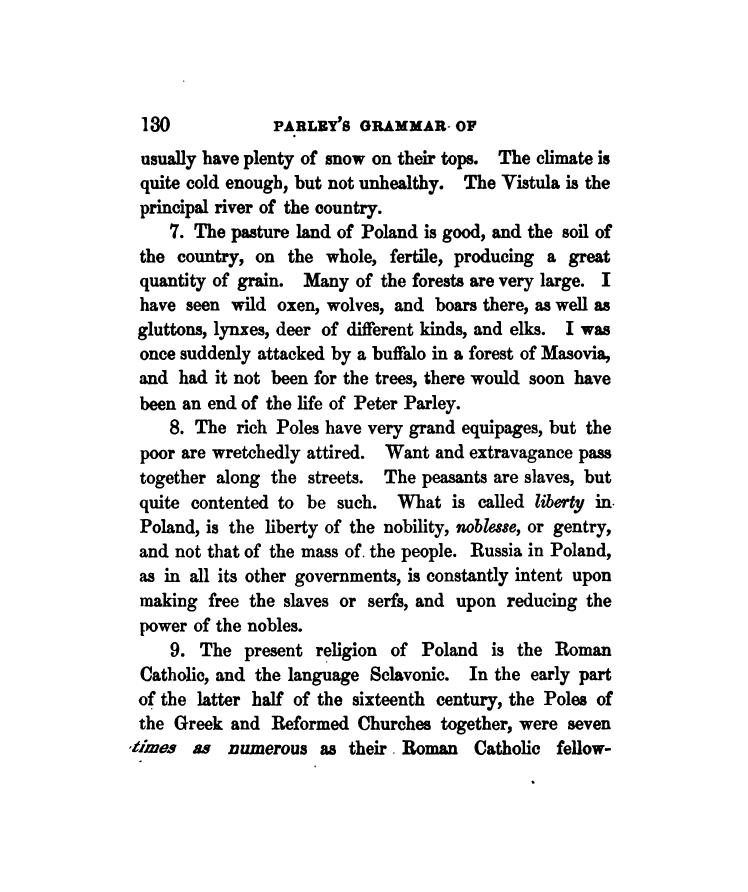 130 PARLEY'S GRAMMAR OF
usually have plenty of snow on their tops. The climate is
quite cold enough, but not unhealthy. The Vistula is the
principal river of the country.
7. The pasture land of Poland is good, and the soil of
the country, on the whole, fertile, producing a great
quantity of grain. Many of the forests are very large. I
have seen wild oxen, wolves, and boars there, as well as
gluttons, lynxes, deer of different kinds, and elks. I was
once suddenly attacked by a buffalo in a forest of Masovia,
and had it not been for the trees, there would soon have
been an end of the life of Peter Parley.
8. The rich Poles have very grand equipages, but the
poor are wretchedly attired. Want and extravagance pass
together along the streets. The peasants are slaves, but
quite contented to be such. What is called liberty in
Poland, is the liberty of the nobility, noblesse, or gentry,
and not that of the mass of the people. Russia in Poland,
as in all its other governments, is constantly intent upon
making free the slaves or serfs, and upon reducing the
power of the nobles.
9. The present religion of Poland is the Roman
Catholic, and the language Sclavonic. In the early part
of the latter half of the sixteenth century, the Poles of
the Greek and Reformed Churches together, were seven
times as numerous as their Roman Catholic fellow-